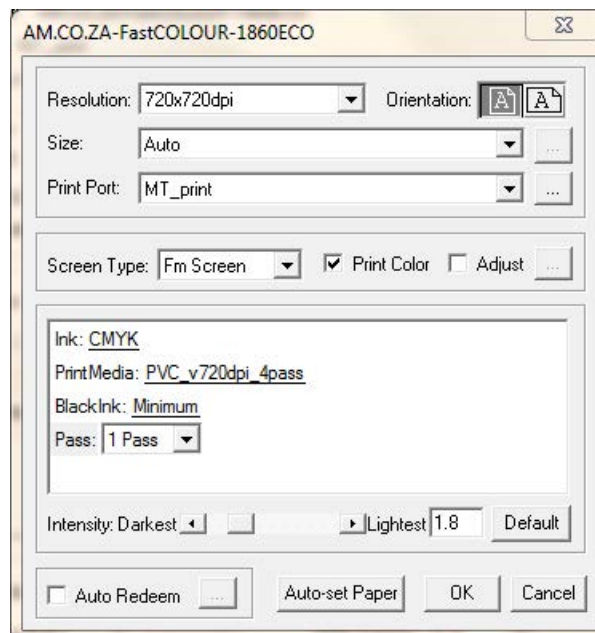 AM.CO.ZA-FastCOLOUR-1860ECO
Resolution: 720x720dpi Orientation: A A
Size: Auto ...
Print Port: MT_print ...
Screen Type: Fm Screen Print Color Adjust ...
Ink: CMYK
PrintMedia: PVC_v720dpi_4pass
BlackInk: Minimum
Pass: 1 Pass
Intensity: Darkest Lightest 1.8 Default
Auto Redeem ... Auto-set Paper OK Cancel